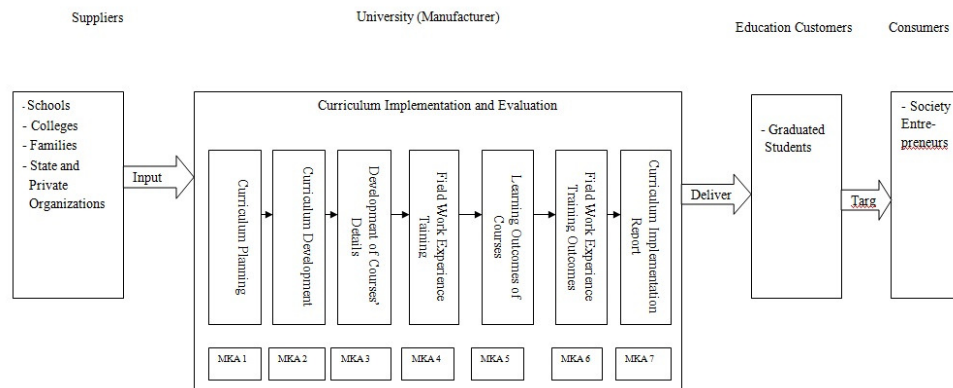 Suppliers
University (Manufacturer)
Education Customers
Consumers
- Schools
- Colleges
- Families
- State and
Private
Organizations
Input
Curriculum Implementation and Evaluation
Curriculum Planning
Curriculum Development
Development of Courses'
Details
Field Work Experience
Taining
Learning Outcomes of
Courses
Field Work Experience
Training Outcomes
Curriculum Implementation
Report
MKA 1
MKA 2
MKA 3
MKA 4
MKA 5
MKA 6
MKA 7
Deliver
- Graduated
Students
Targ
- Society
Entre-
preneurs